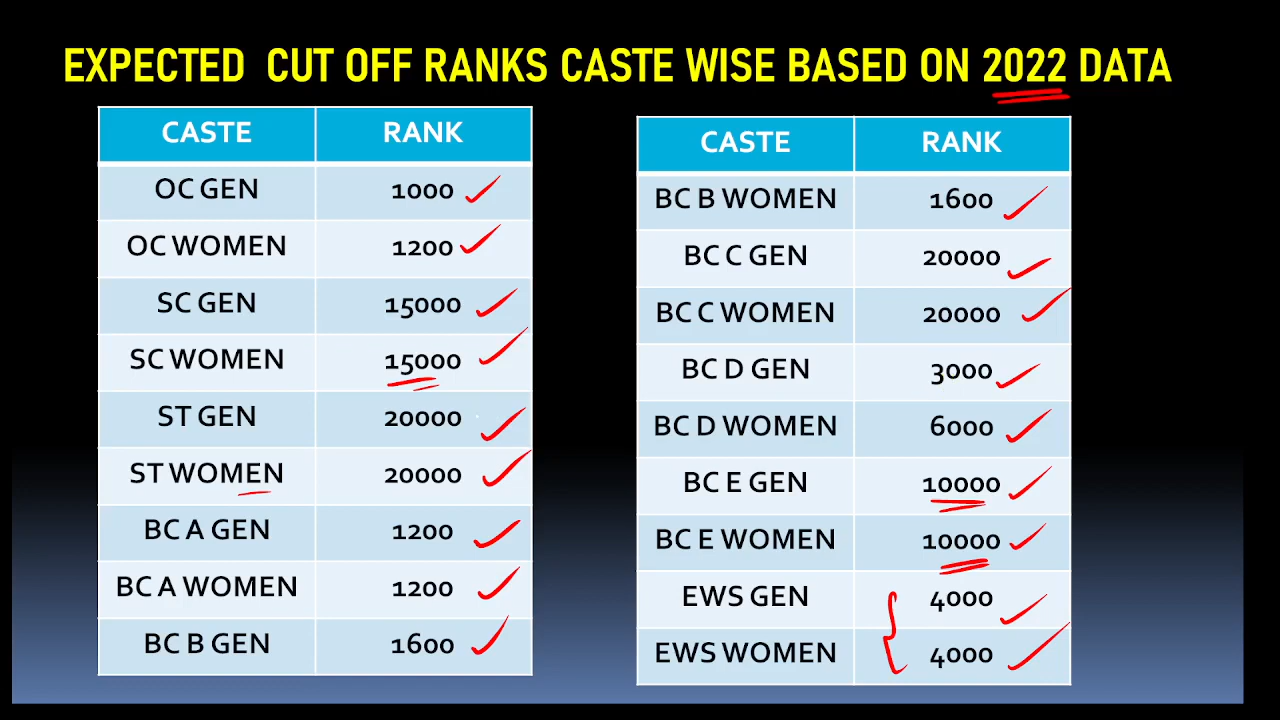 EXPECTED CUT OFF RANKS CASTE WISE BASED ON 2022 DATA
CASTE RANK
OC GEN 1000
OC WOMEN 1200
SC GEN 15000
SC WOMEN 15000
ST GEN 20000
ST WOMEN 20000
BC A GEN 1200
BC A WOMEN 1200
BC B GEN 1600
CASTE RANK
BC B WOMEN 1600
BC C GEN 20000
BC C WOMEN 20000
BC D GEN 3000
BC D WOMEN 6000
BC E GEN 10000
BC E WOMEN 10000
EWS GEN 4000
EWS WOMEN 4000